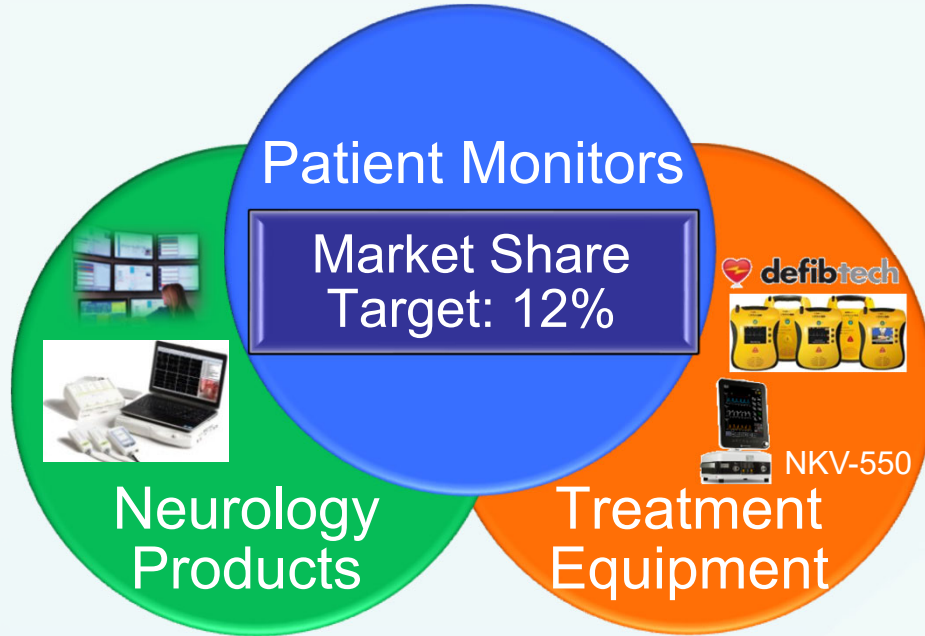 Patient Monitors
Market Share
Target: 12%
defibtech
NKV-550
Neurology
Products
Treatment
Equipment